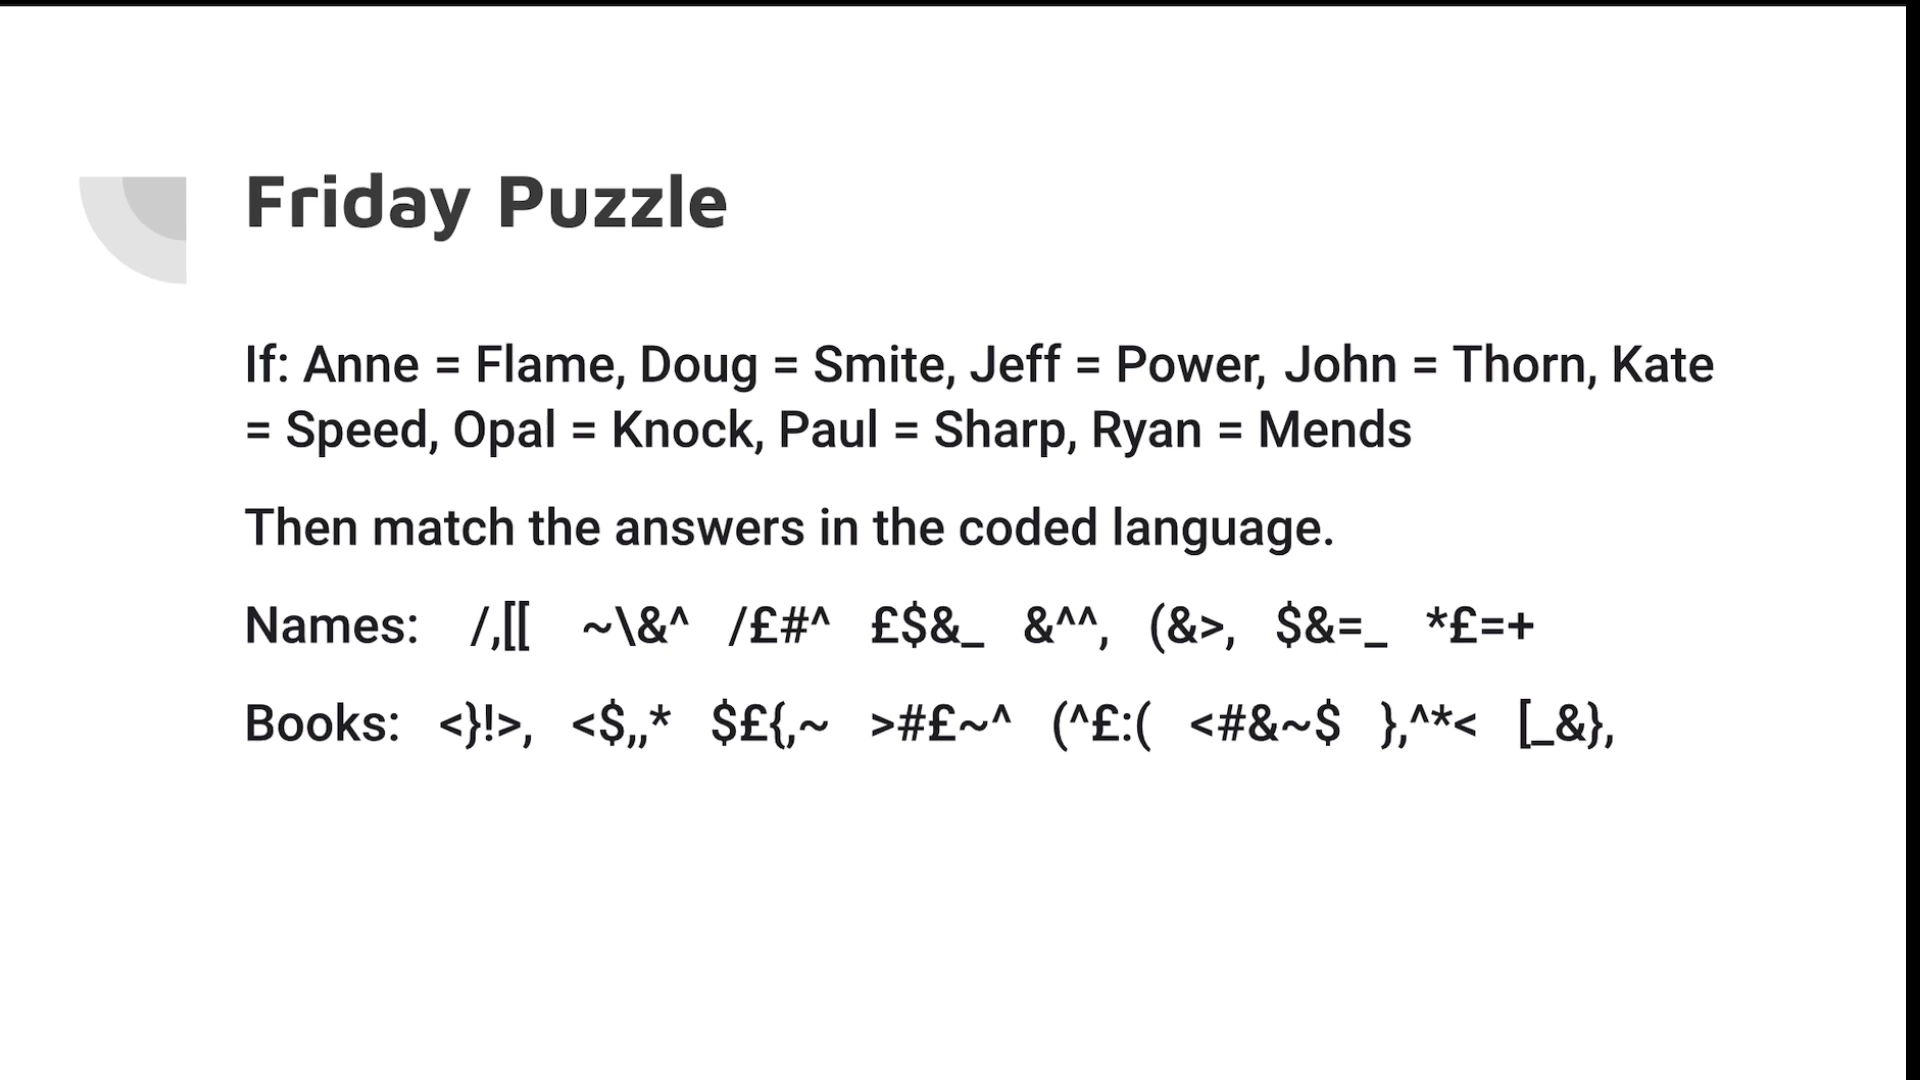 Friday Puzzle
If: Anne = Flame, Doug = Smite, Jeff = Power, John = Thorn, Kate
= Speed, Opal = Knock, Paul = Sharp, Ryan = Mends
Then match the answers in the coded language.
Names: /,[[ ~\&^ /£#^ £$&_ &^^, (&>, $&=_ *£=+
Books: <}!>, <$,,* $£{,~ >#£~^ (^£:( <#&~$ },^*< [_&},